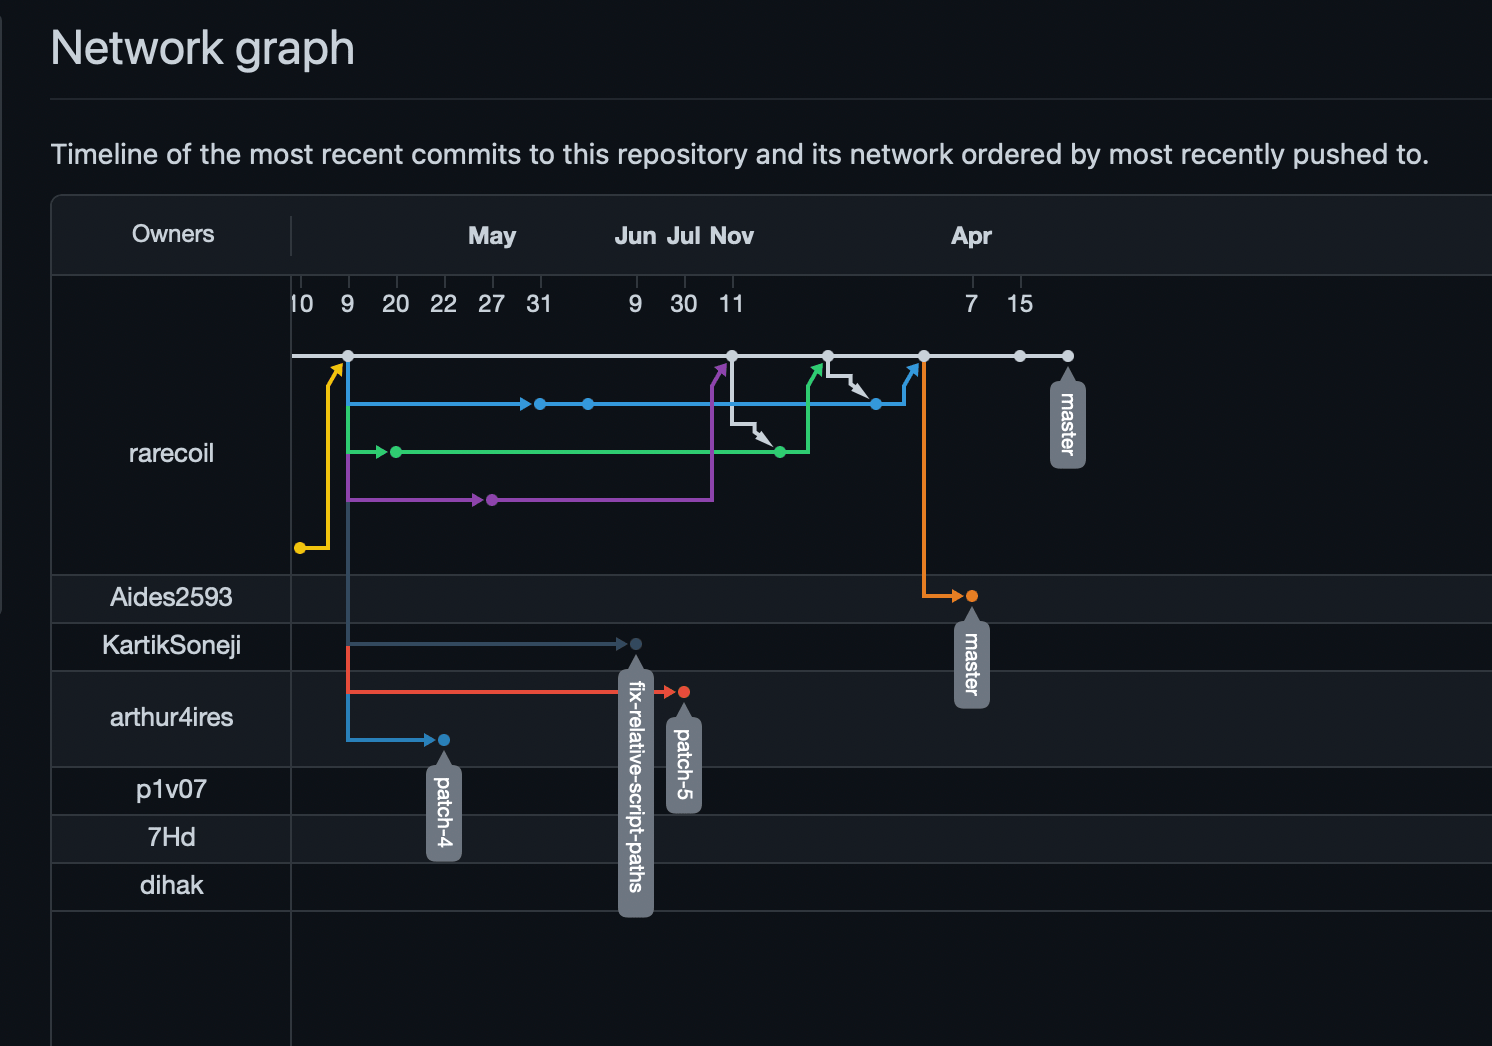 Network graph
Timeline of the most recent commits to this repository and its network ordered by most recently pushed to.
Owners May Jun Jul Nov Apr
10 9 20 22 27 31 9 30 11 7 15
rarecoil
master
Aides2593
KartikSoneji
master
arthur4ires
fix-relative-script-paths
patch-5
p1v07
patch-4
7Hd
dihak